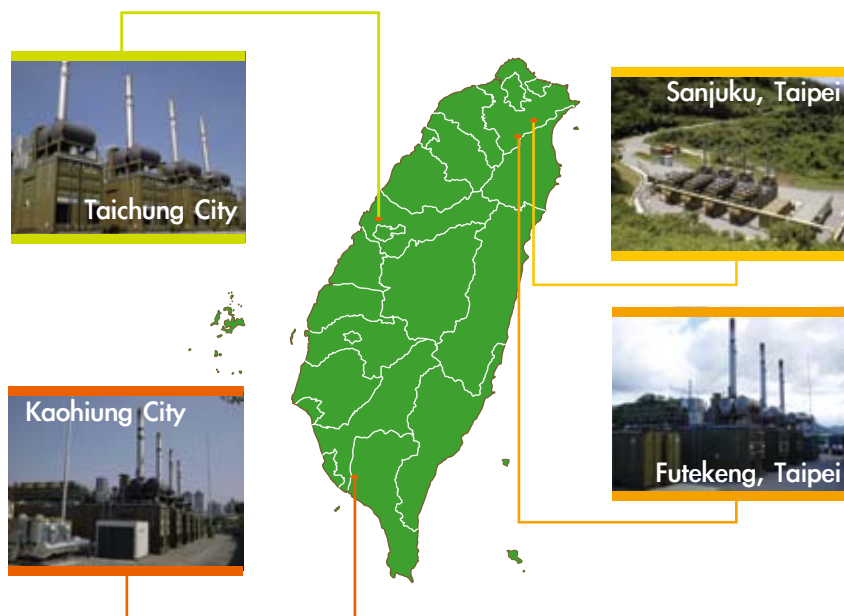 Taichung City
Sanjuku, Taipei
Kaohiung City
Futekeng, Taipei